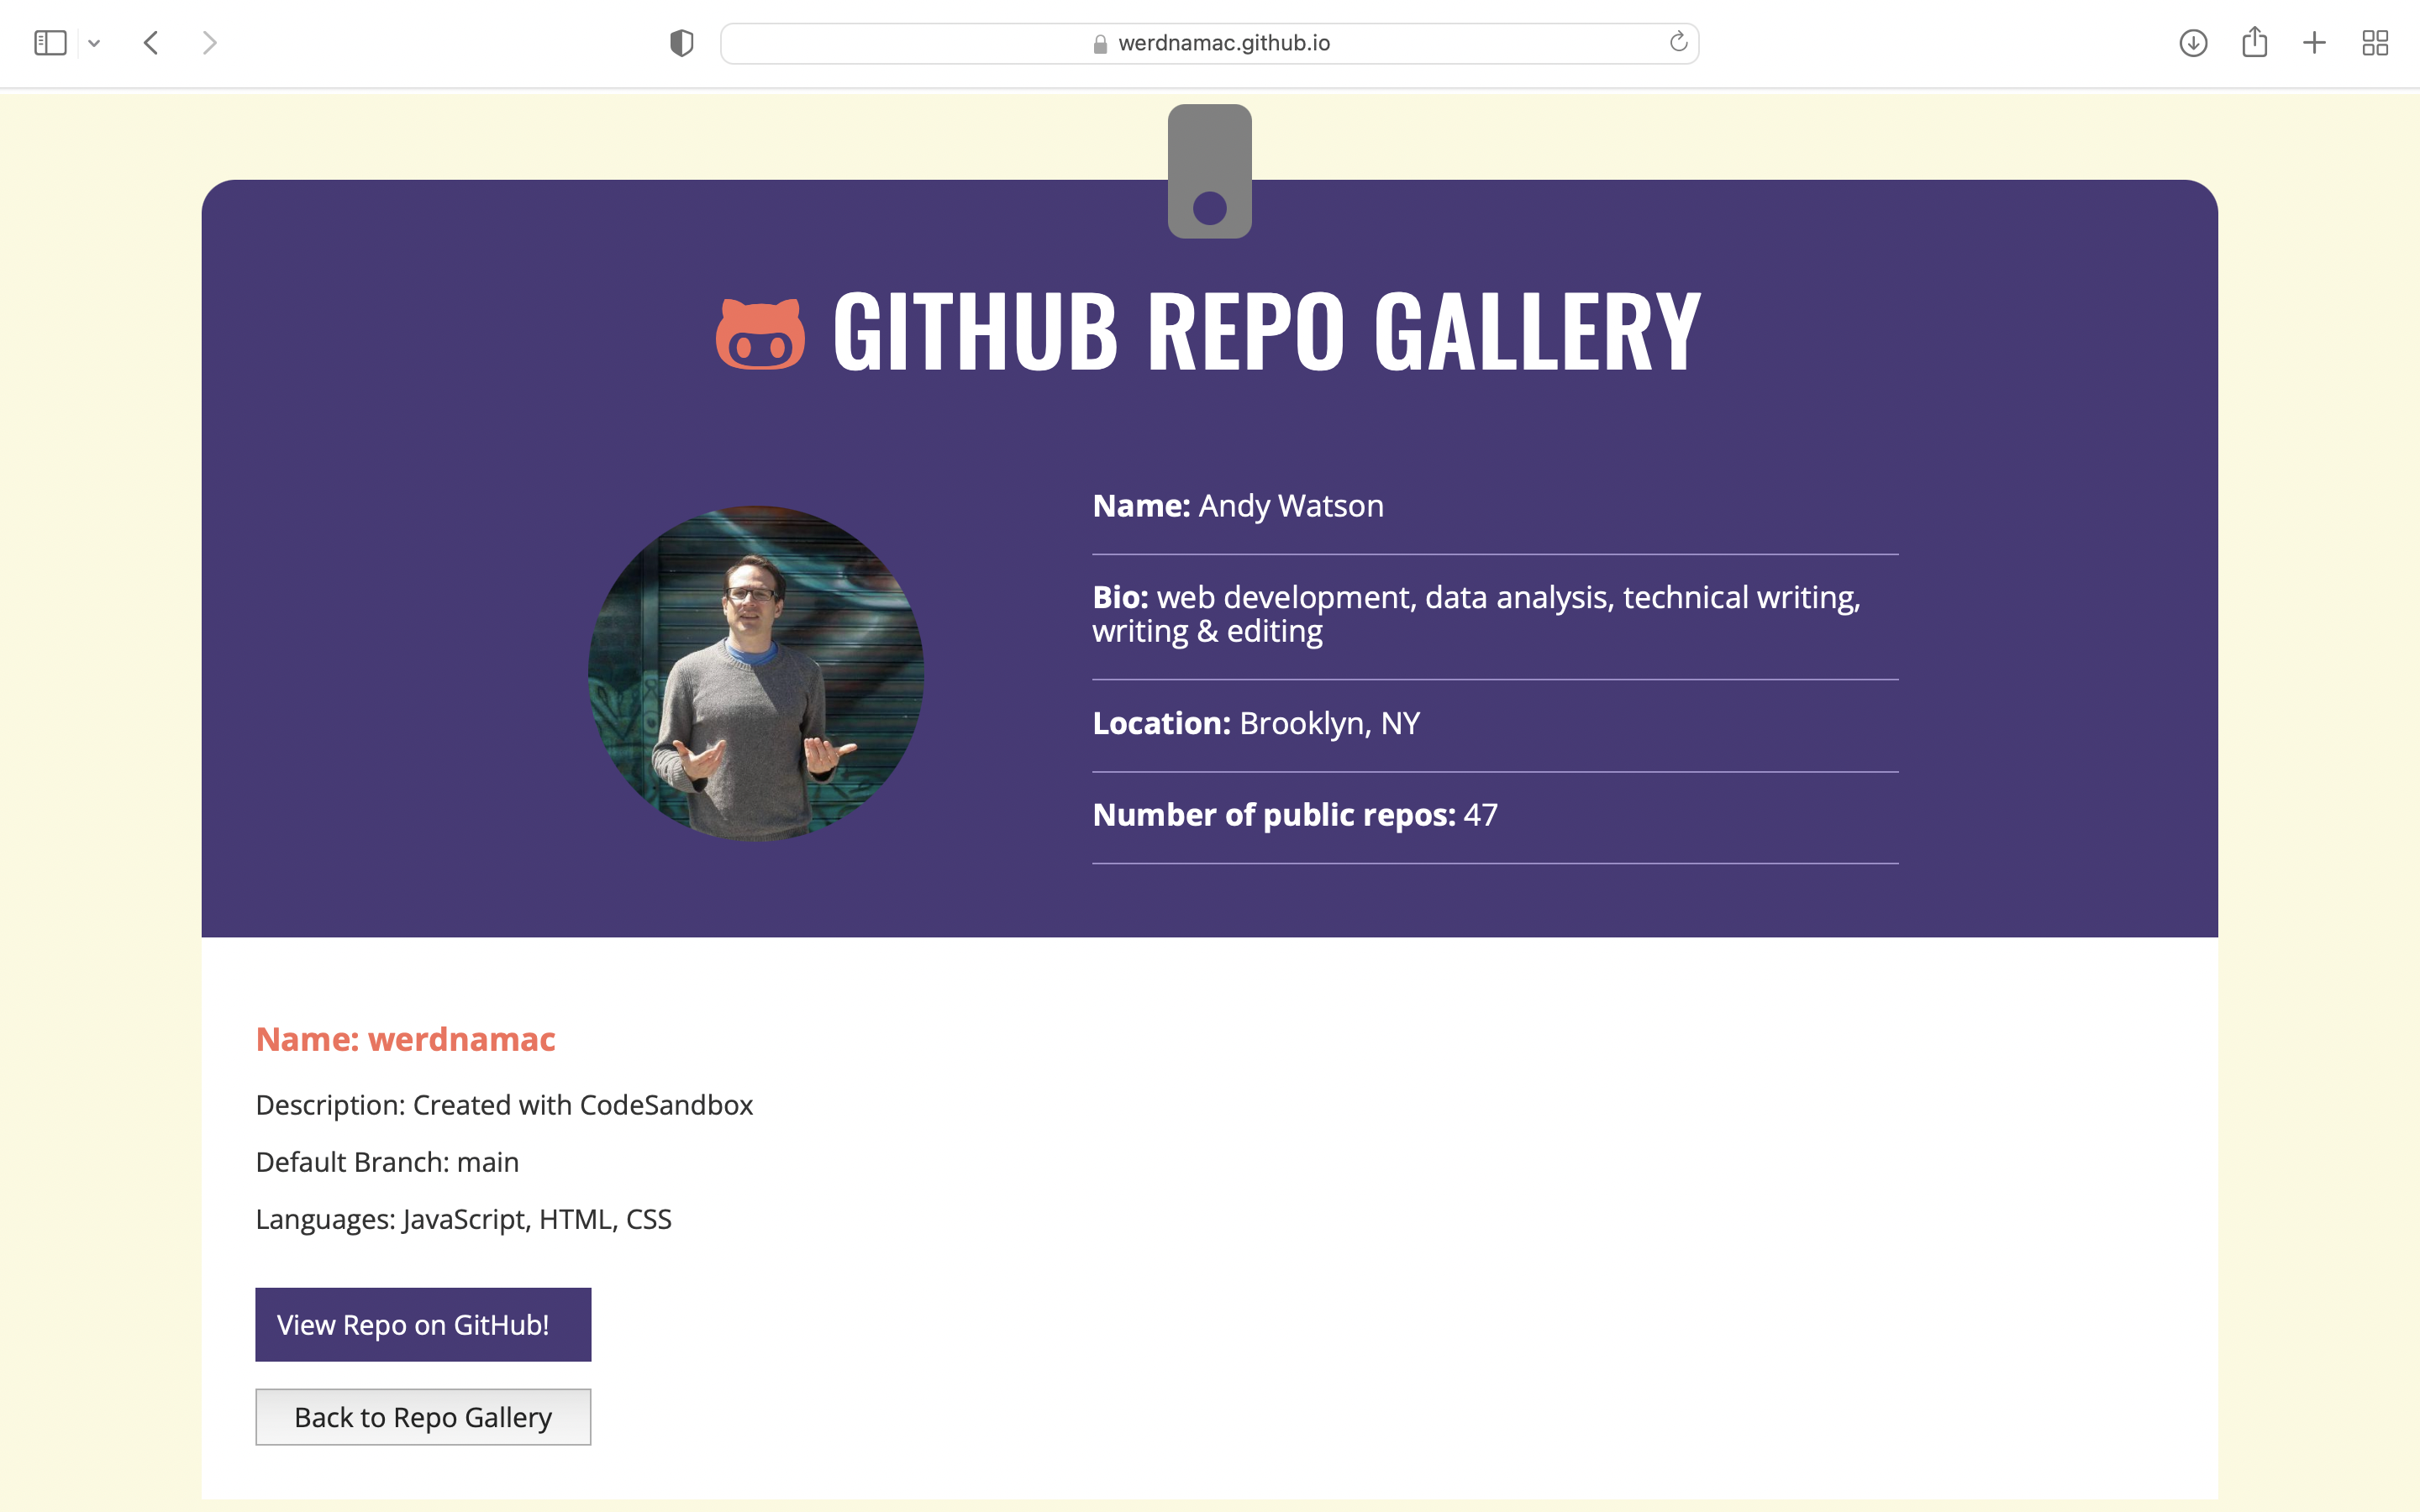 werdnamac.github.io
GITHUB REPO GALLERY
Name: Andy Watson
Bio: web development, data analysis, technical writing,
writing & editing
Location: Brooklyn, NY
Number of public repos: 47
Name: werdnamac
Description: Created with CodeSandbox
Default Branch: main
Languages: JavaScript, HTML, CSS
View Repo on GitHub!
Back to Repo Gallery